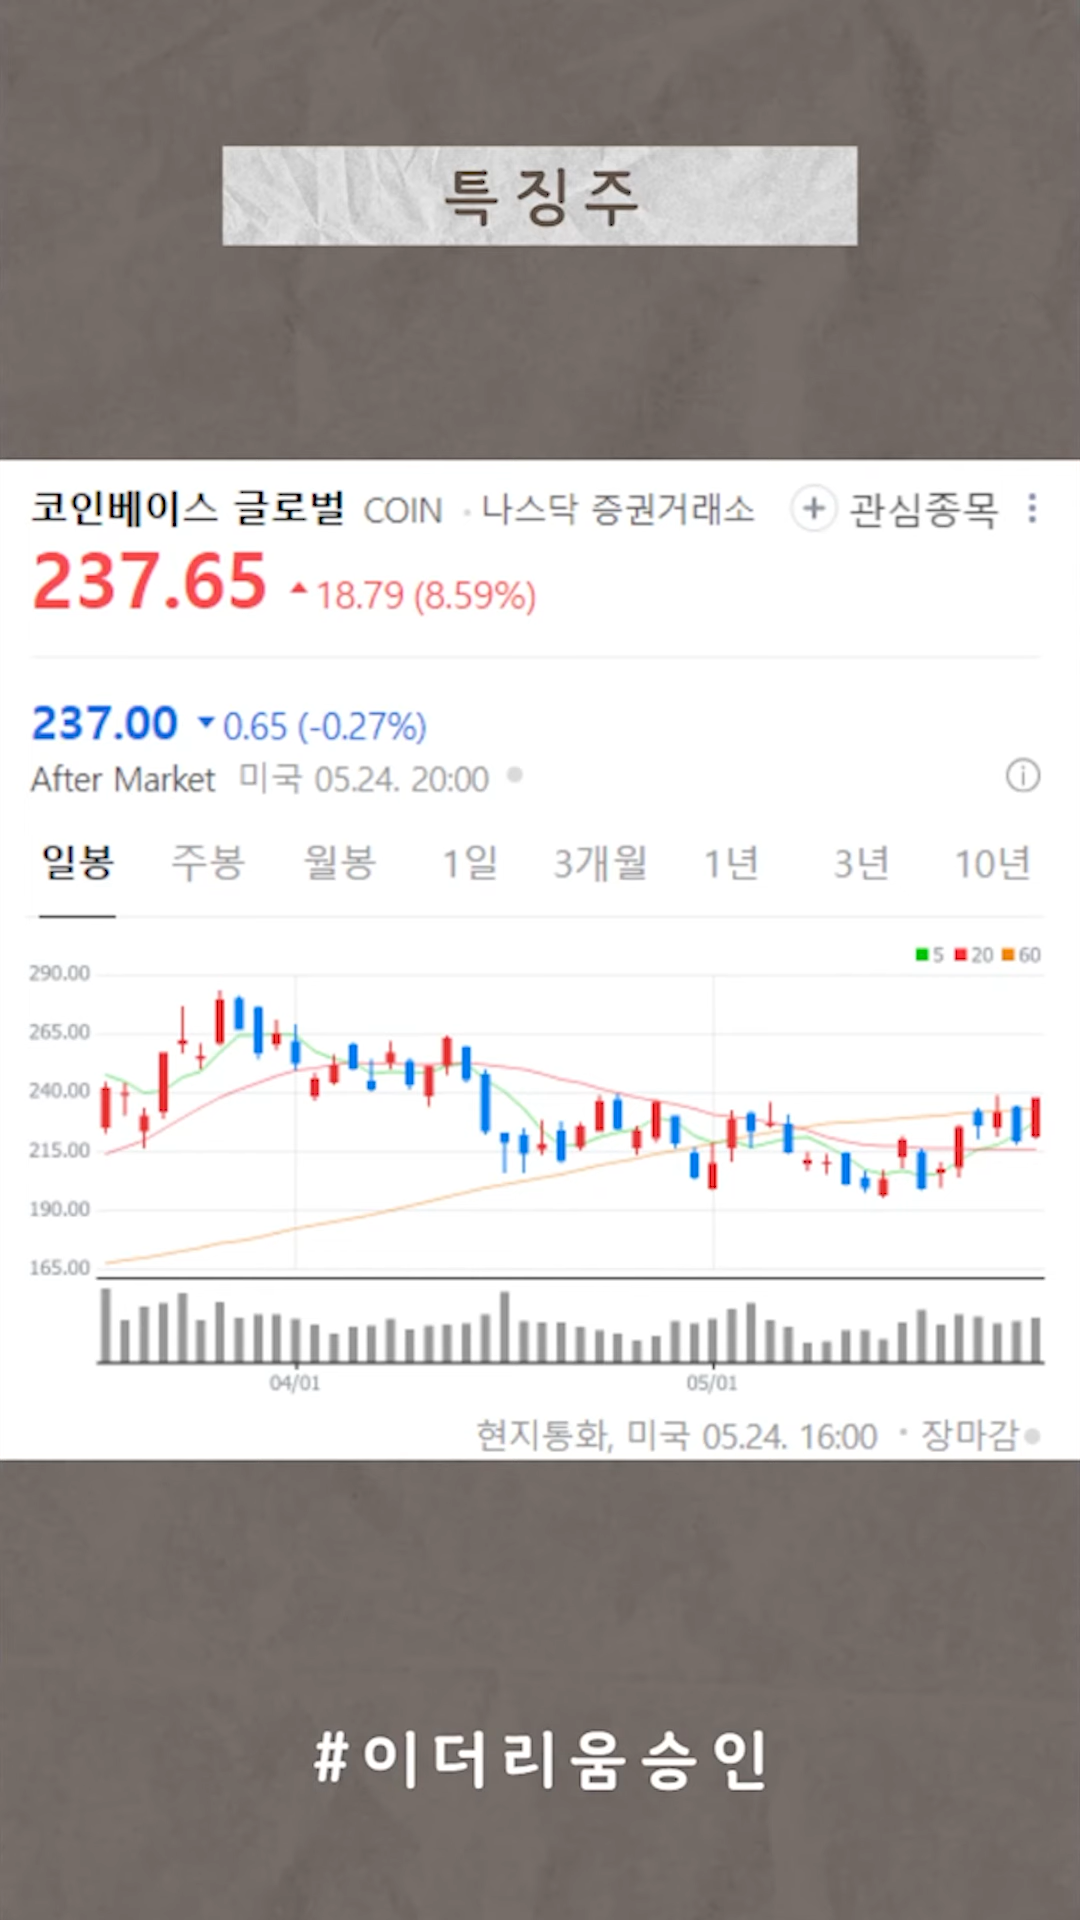 특징주
코인베이스 글로벌 COIN · 나스닥 증권거래소 + 관심종목
237.65 ▲ 18.79 (8.59%)
237.00 ▼ 0.65 (-0.27%)
After Market 미국 05.24. 20:00
일봉 주봉 월봉 1일 3개월 1년 3년 10년
5 20 60
290.00
265.00
240.00
215.00
190.00
165.00
04/01 05/01
현지통화, 미국 05.24. 16:00 · 장마감
#이더리움승인